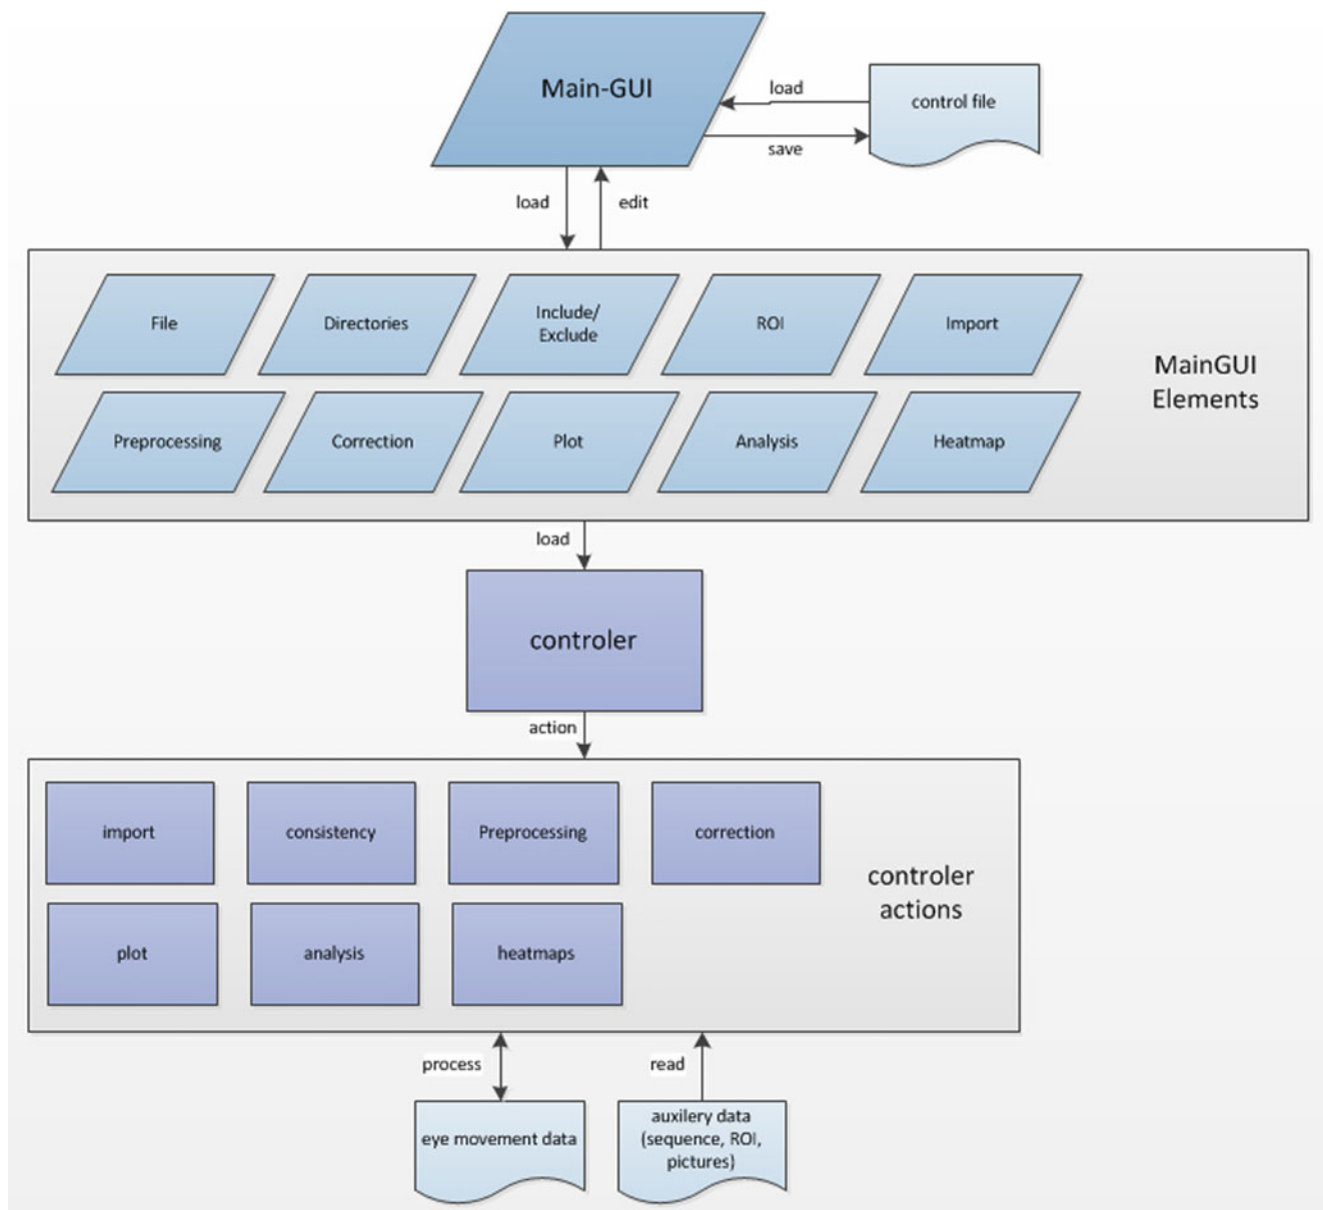 Main-GUI
load
control file
save
load
edit
File
Directories
Include/
Exclude
ROI
Import
MainGUI
Elements
Preprocessing
Correction
Plot
Analysis
Heatmap
load
controler
action
import
consistency
Preprocessing
correction
controler
actions
plot
analysis
heatmaps
process
read
eye movement data
auxilery data
(sequence, ROI,
pictures)